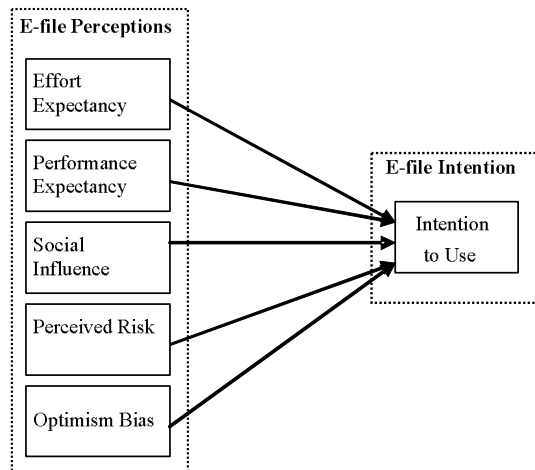 E-file Perceptions
Effort
Expectancy
Performance
Expectancy
Social
Influence
Perceived Risk
Optimism Bias
E-file Intention
Intention
to Use